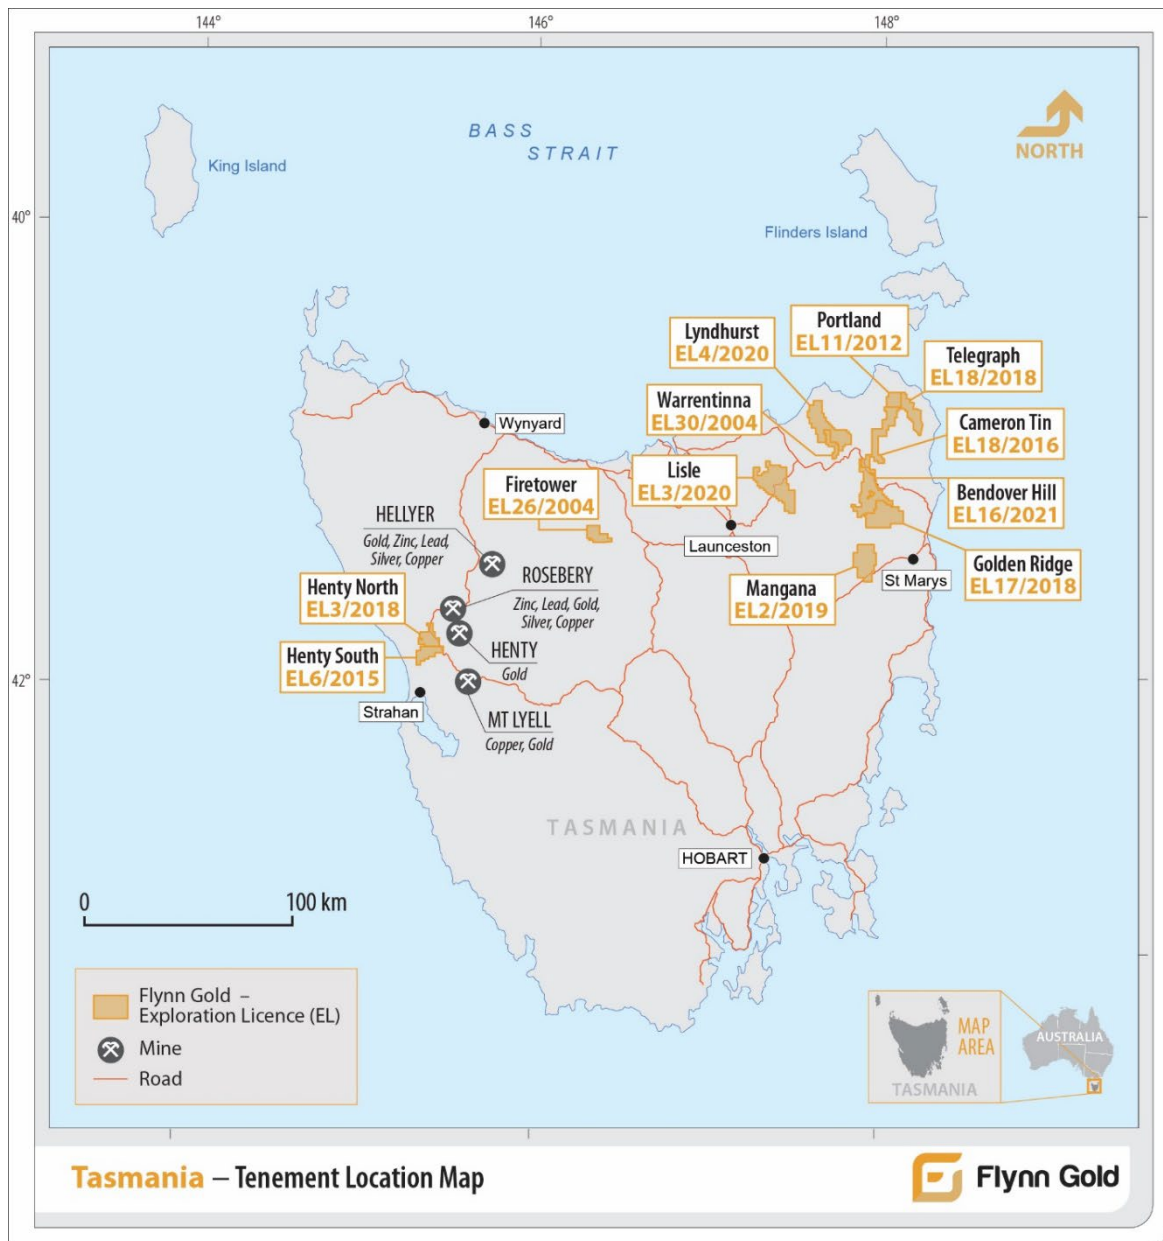 144°
146°
148°
BASS
STRAIT
NORTH
King Island
40°
Flinders Island
Portland
EL11/2012
Lyndhurst
EL4/2020
Telegraph
EL18/2018
Warrentinna
EL30/2004
Cameron Tin
EL18/2016
Wynyard
Lisle
EL3/2020
Firetower
EL26/2004
Bendover Hill
EL16/2021
HELLYER
Gold, Zinc, Lead,
Silver, Copper
Launceston
Golden Ridge
EL17/2018
ROSEBERY
Zinc, Lead, Gold,
Silver, Copper
Mangana
EL2/2019
St Marys
Henty North
EL3/2018
HENTY
Gold
Henty South
EL6/2015
42°
Strahan
MT LYELL
Copper, Gold
TASMANIA
HOBART
0
100 km
Flynn Gold –
Exploration Licence (EL)
Mine
Road
MAP
AREA
AUSTRALIA
TASMANIA
144°
146°
148°
Tasmania – Tenement Location Map
Flynn Gold